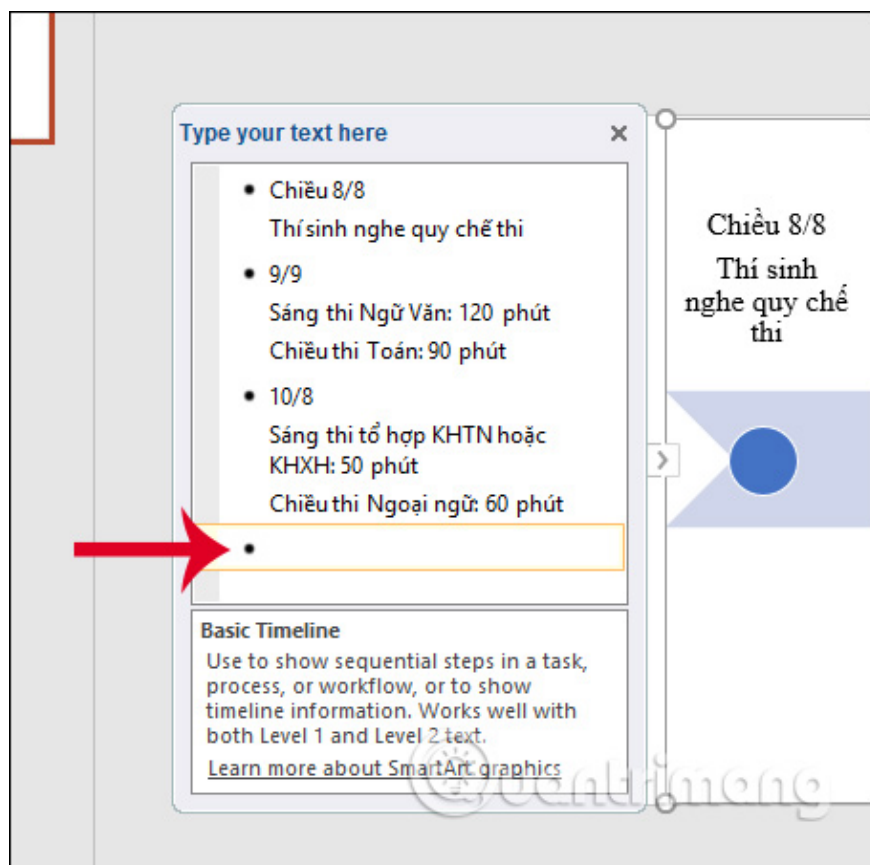 Type your text here
Chiều 8/8
Thí sinh nghe quy chế thi
9/9
Sáng thi Ngữ Văn: 120 phút
Chiều thi Toán: 90 phút
10/8
Sáng thi tổ hợp KHTN hoặc
KHXH: 50 phút
Chiều thi Ngoại ngữ: 60 phút
Basic Timeline
Use to show sequential steps in a task,
process, or workflow, or to show
timeline information. Works well with
both Level 1 and Level 2 text.
Learn more about SmartArt graphics
Chiều 8/8
Thí sinh
nghe quy chế
thi
Quantrimang